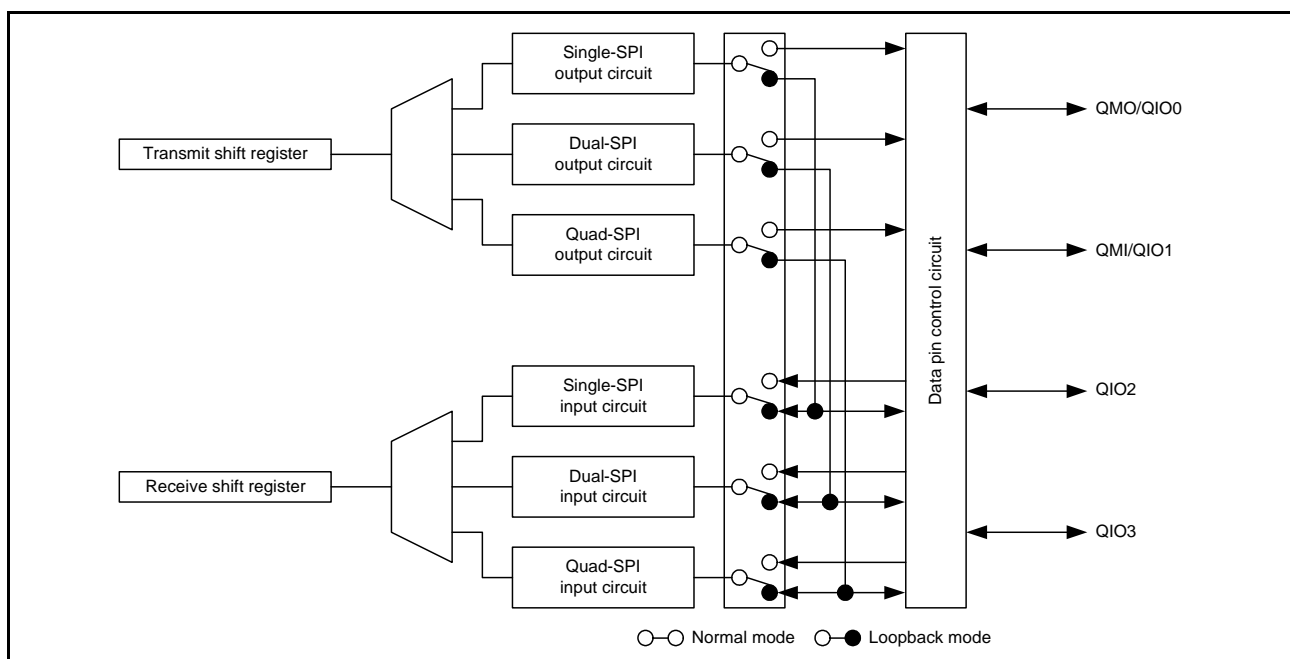 Single-SPI
output circuit
QMO/QIO0
Transmit shift register
Dual-SPI
output circuit
Quad-SPI
output circuit
QMI/QIO1
Data pin control circuit
Single-SPI
input circuit
QIO2
Receive shift register
Dual-SPI
input circuit
QIO3
Quad-SPI
input circuit
Normal mode
Loopback mode